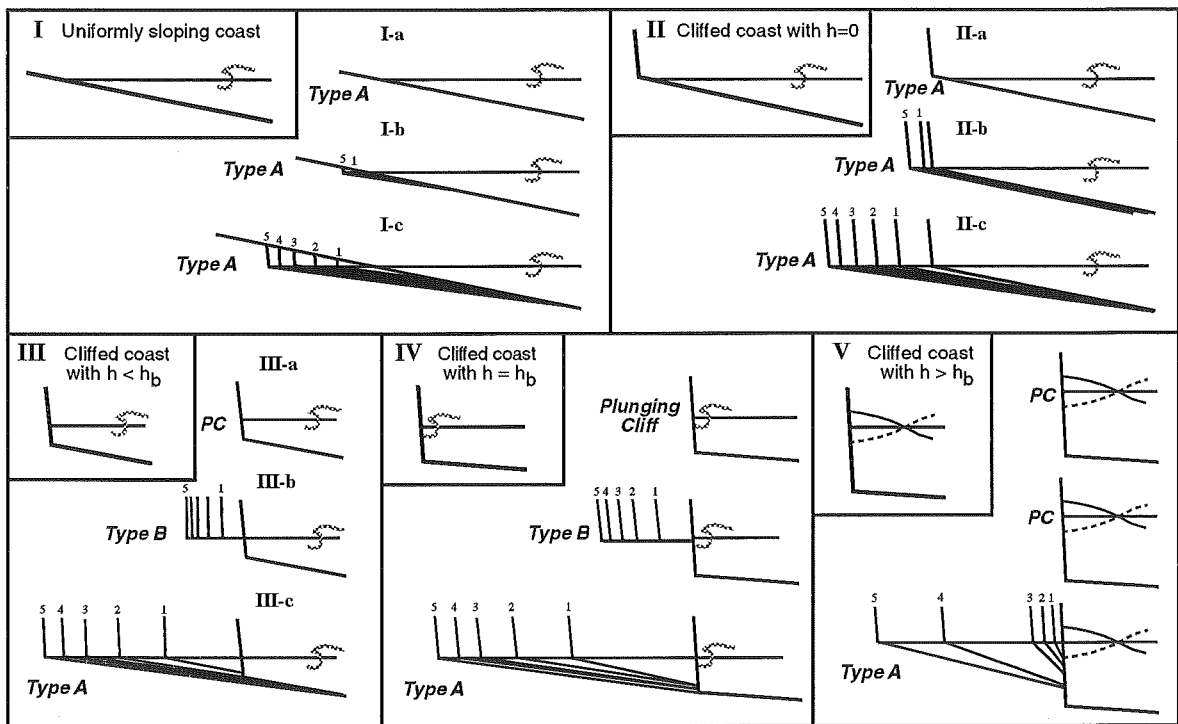 I Uniformly sloping coast
I-a
Type A
I-b
5 1
Type A
I-c
5 4 3 2 1
Type A
II Cliffed coast with h=0
II-a
Type A
5 1
II-b
Type A
II-c
5 4 3 2 1
Type A
III Cliffed coast
with h < hb
III-a
PC
III-b
5 1
Type B
III-c
5 4 3 2 1
Type A
IV Cliffed coast
with h = hb
Plunging
Cliff
5 4 3 2 1
Type B
5 4 3 2 1
Type A
V Cliffed coast
with h > hb
PC
PC
5 4 3 2 1
Type A